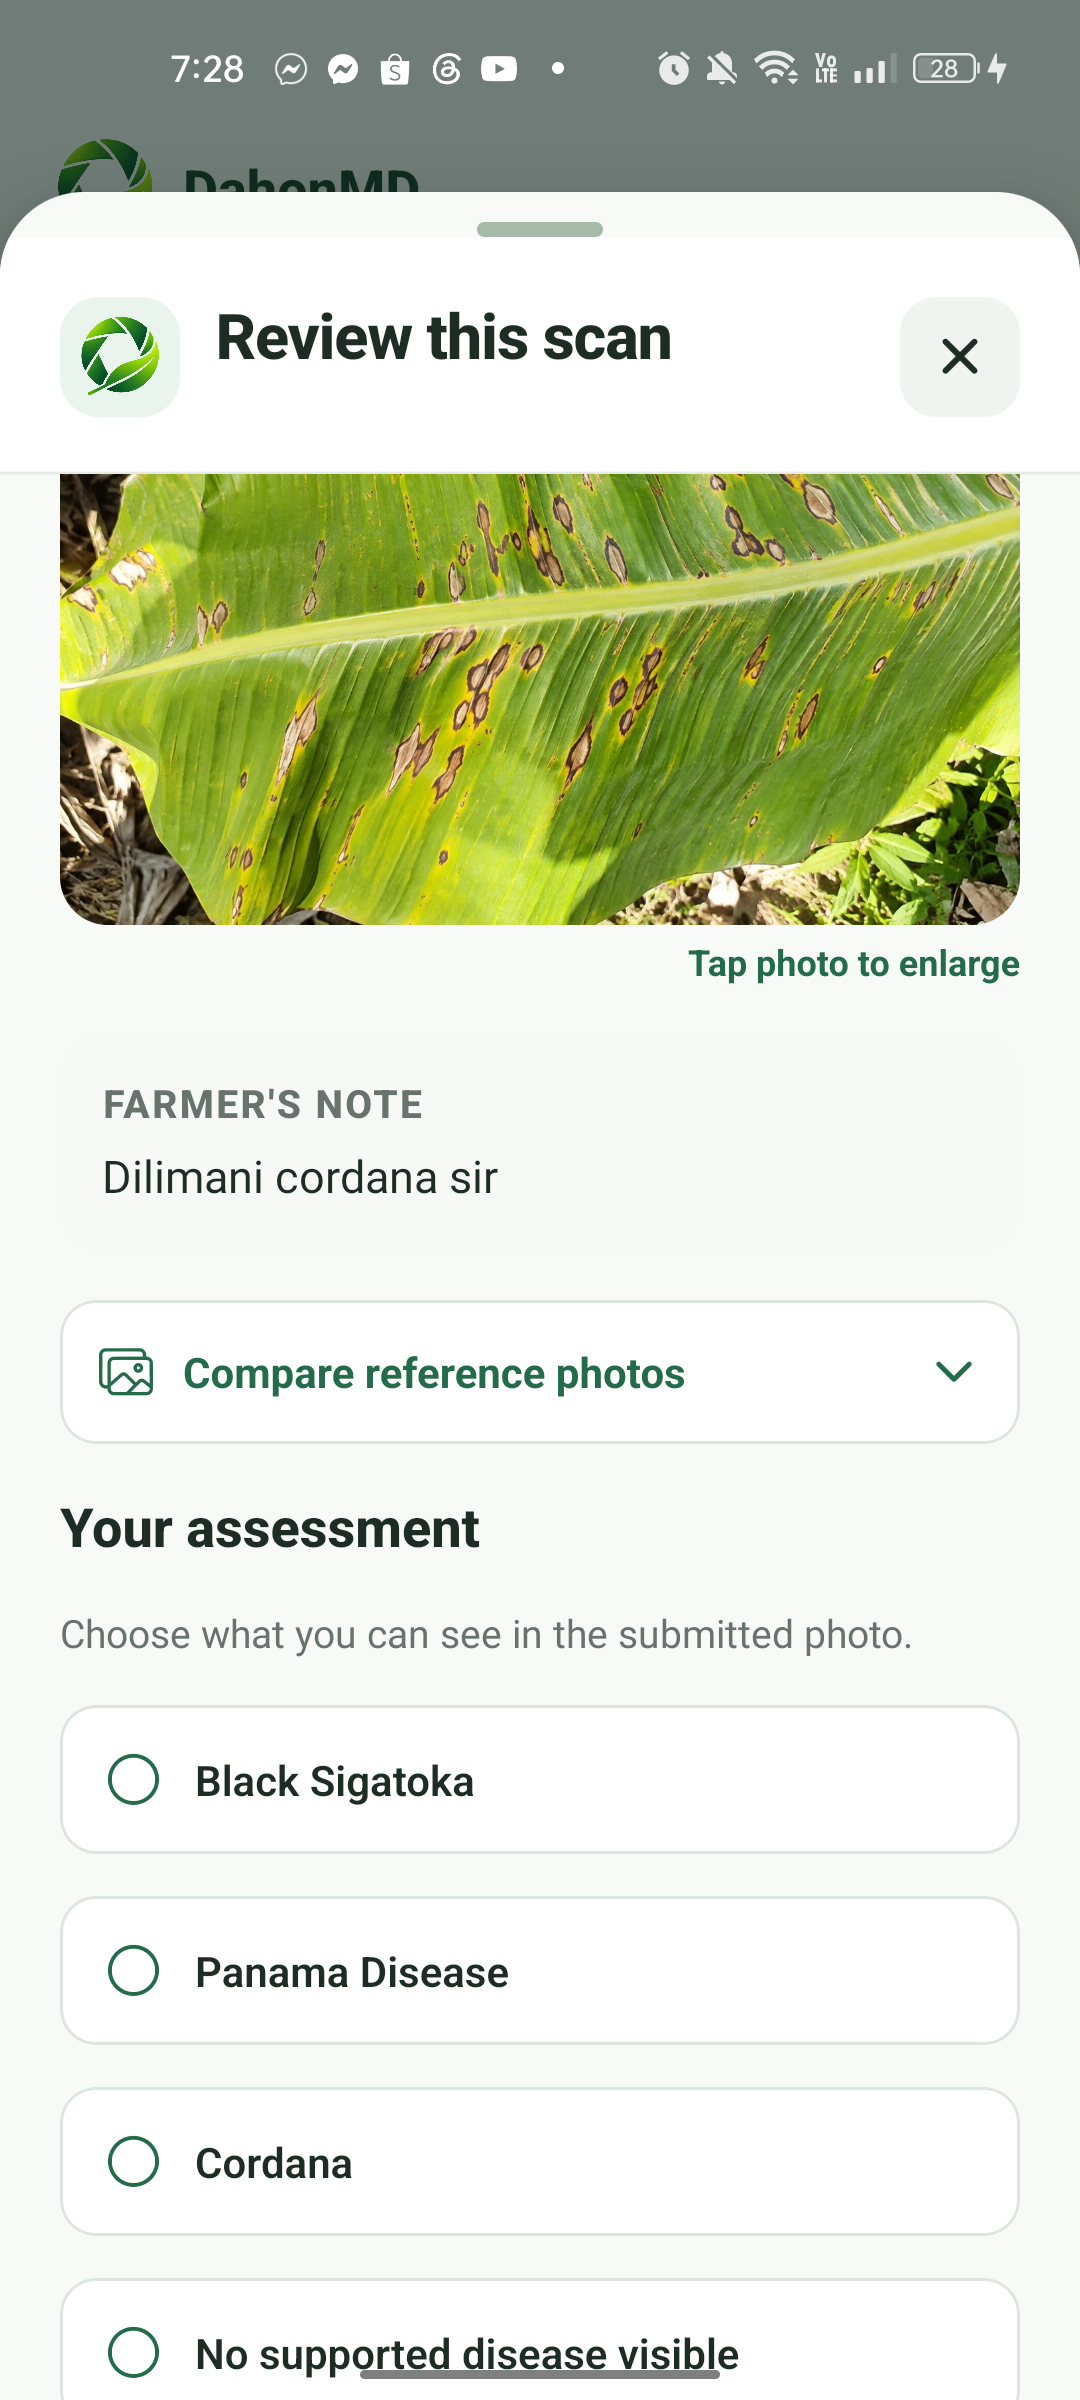 7:28
Vo
LTE
28
DahonMD
Review this scan
Tap photo to enlarge
FARMER'S NOTE
Dilimani cordana sir
Compare reference photos
Your assessment
Choose what you can see in the submitted photo.
Black Sigatoka
Panama Disease
Cordana
No supported disease visible